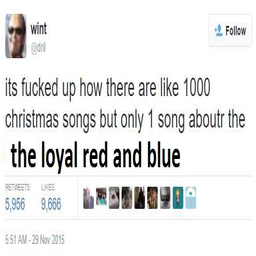 wint
@dril
Follow
its fucked up how there are like 1000
christmas songs but only 1 song aboutr the
the loyal red and blue
RETWEETS LIKES
5,956 9,666
5:51 AM - 29 Nov 2015